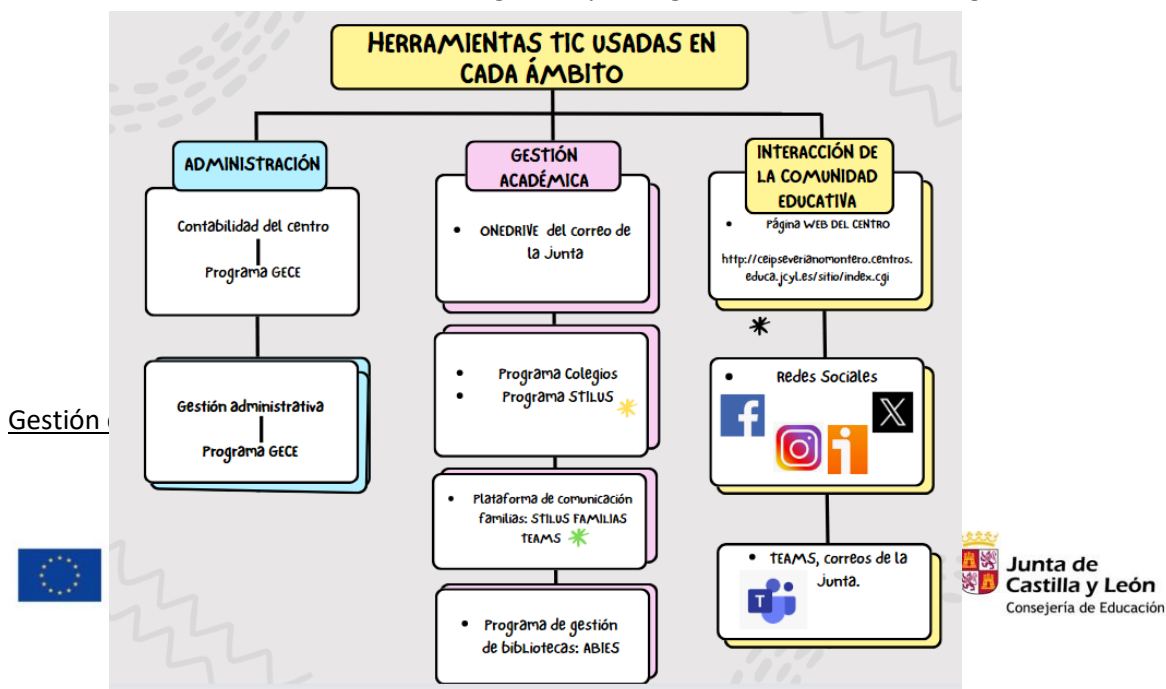 HERRAMIENTAS TIC USADAS EN
CADA ÁMBITO
ADMINISTRACIÓN
Contabilidad del centro
Programa GECE
Gestión administrativa
Programa GECE
GESTIÓN
ACADÉMICA
• ONEDRIVE del correo de
la Junta
• Programa Colegios
• Programa STILUS
• Plataforma de comunicación
familias: STILUS FAMILIAS
TEAMS
• Programa de gestión
de bibliotecas: ABIES
INTERACCIÓN DE
LA COMUNIDAD
EDUCATIVA
• Página WEB DEL CENTRO
http://ceipseverianomontero.centros.
educa.jcyl.es/sitio/index.cgi
• Redes Sociales
• TEAMS, correos de la
Junta.
T
Gestión
Junta de
Castilla y León
Consejería de Educación